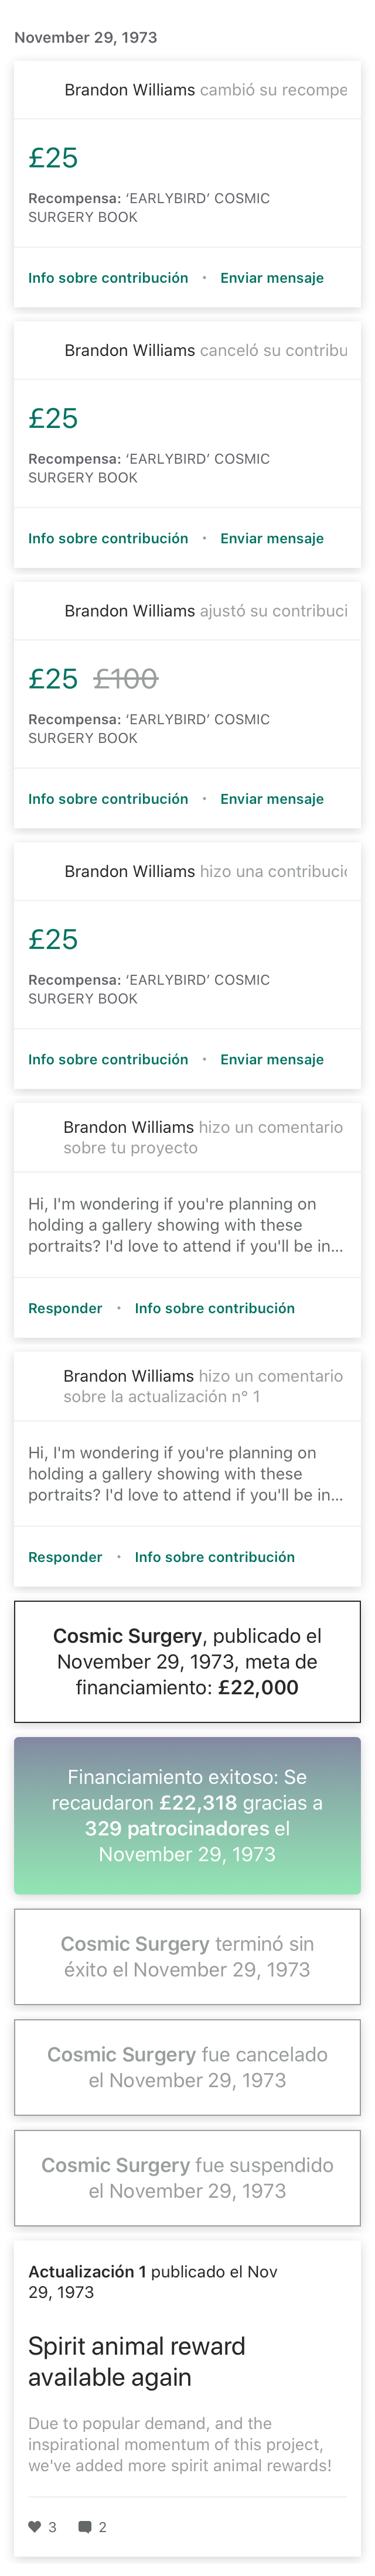 November 29, 1973
Brandon Williams cambió su recompe
£25
Recompensa: ‘EARLYBIRD’ COSMIC
SURGERY BOOK
Info sobre contribución • Enviar mensaje
Brandon Williams canceló su contribu
£25
Recompensa: ‘EARLYBIRD’ COSMIC
SURGERY BOOK
Info sobre contribución • Enviar mensaje
Brandon Williams ajustó su contribuci
£25 £100
Recompensa: ‘EARLYBIRD’ COSMIC
SURGERY BOOK
Info sobre contribución • Enviar mensaje
Brandon Williams hizo una contribució
£25
Recompensa: ‘EARLYBIRD’ COSMIC
SURGERY BOOK
Info sobre contribución • Enviar mensaje
Brandon Williams hizo un comentario
sobre tu proyecto
Hi, I'm wondering if you're planning on
holding a gallery showing with these
portraits? I'd love to attend if you'll be in...
Responder • Info sobre contribución
Brandon Williams hizo un comentario
sobre la actualización n° 1
Hi, I'm wondering if you're planning on
holding a gallery showing with these
portraits? I'd love to attend if you'll be in...
Responder • Info sobre contribución
Cosmic Surgery, publicado el
November 29, 1973, meta de
financiamiento: £22,000
Financiamiento exitoso: Se
recaudaron £22,318 gracias a
329 patrocinadores el
November 29, 1973
Cosmic Surgery terminó sin
éxito el November 29, 1973
Cosmic Surgery fue cancelado
el November 29, 1973
Cosmic Surgery fue suspendido
el November 29, 1973
Actualización 1 publicado el Nov
29, 1973
Spirit animal reward
available again
Due to popular demand, and the
inspirational momentum of this project,
we've added more spirit animal rewards!
3 2